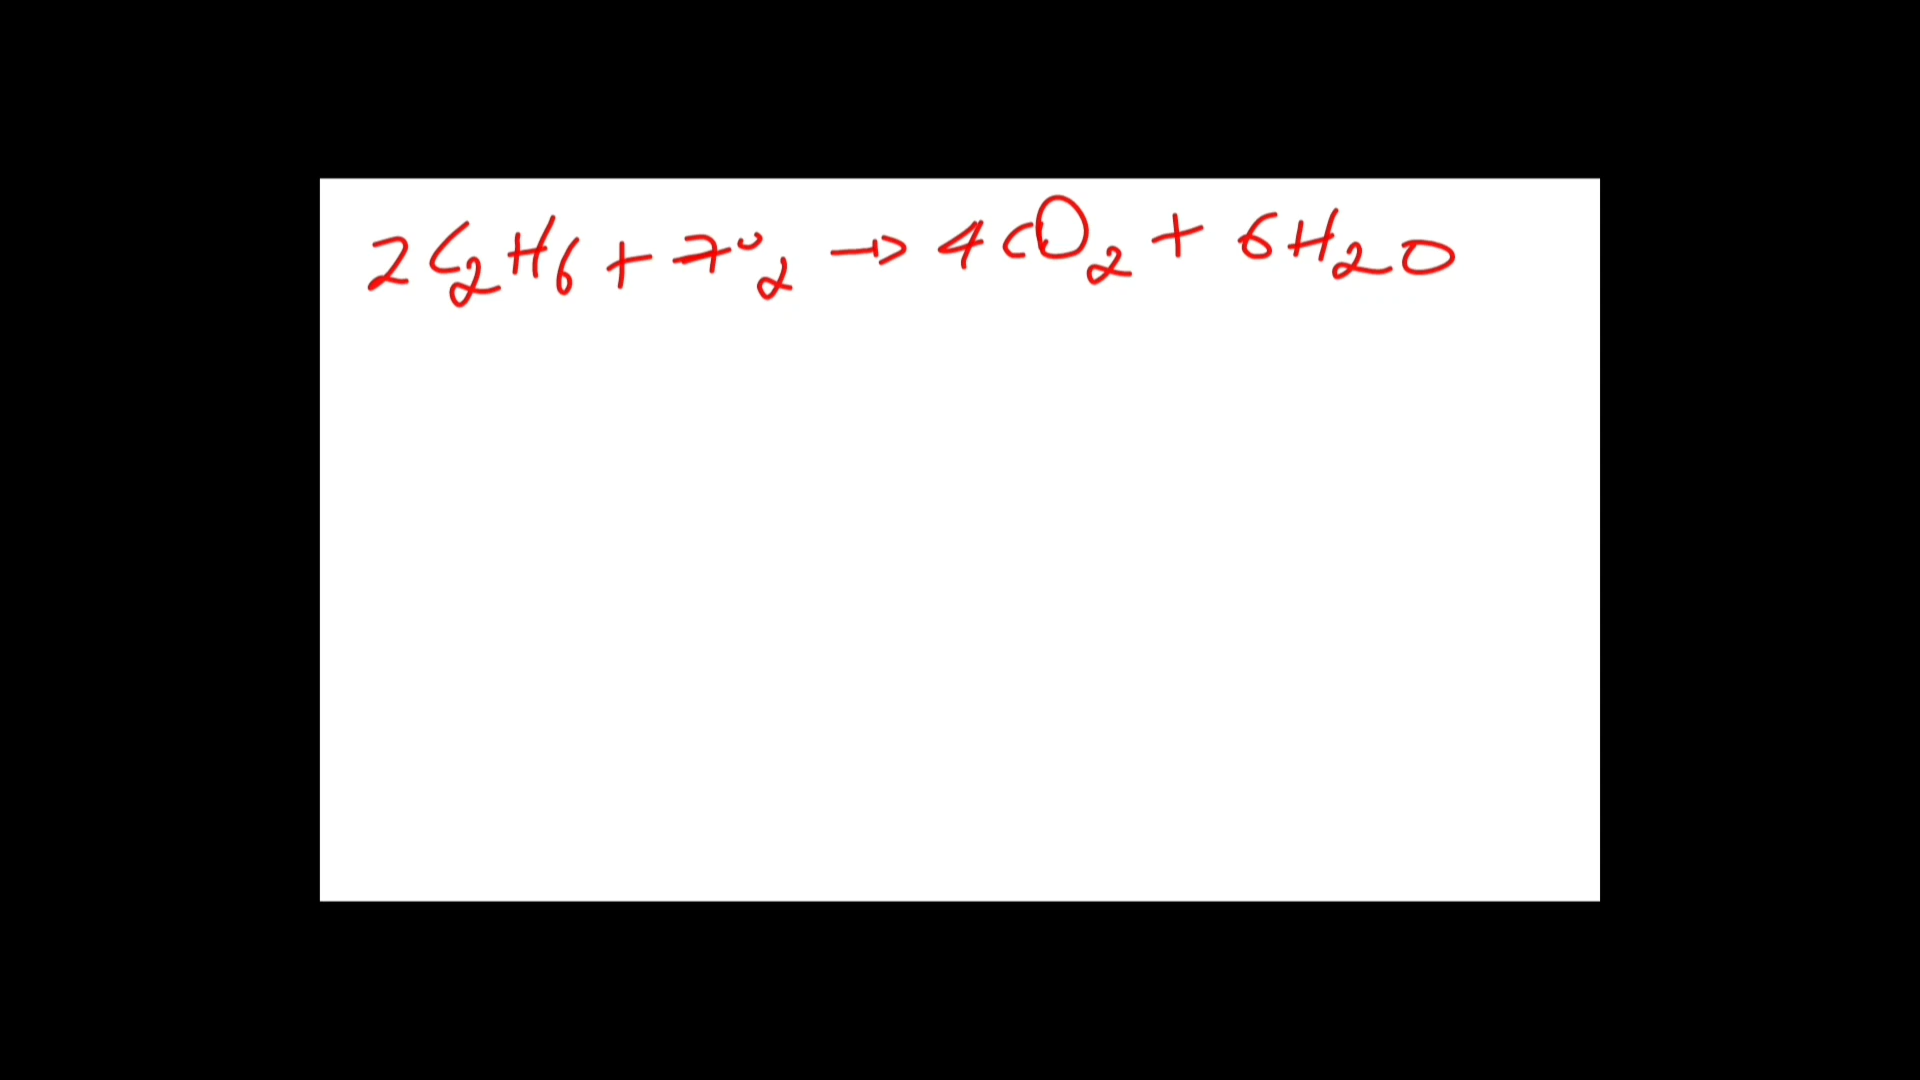 2C₂H₆ + 7O₂ → 4CO₂ + 6H₂O